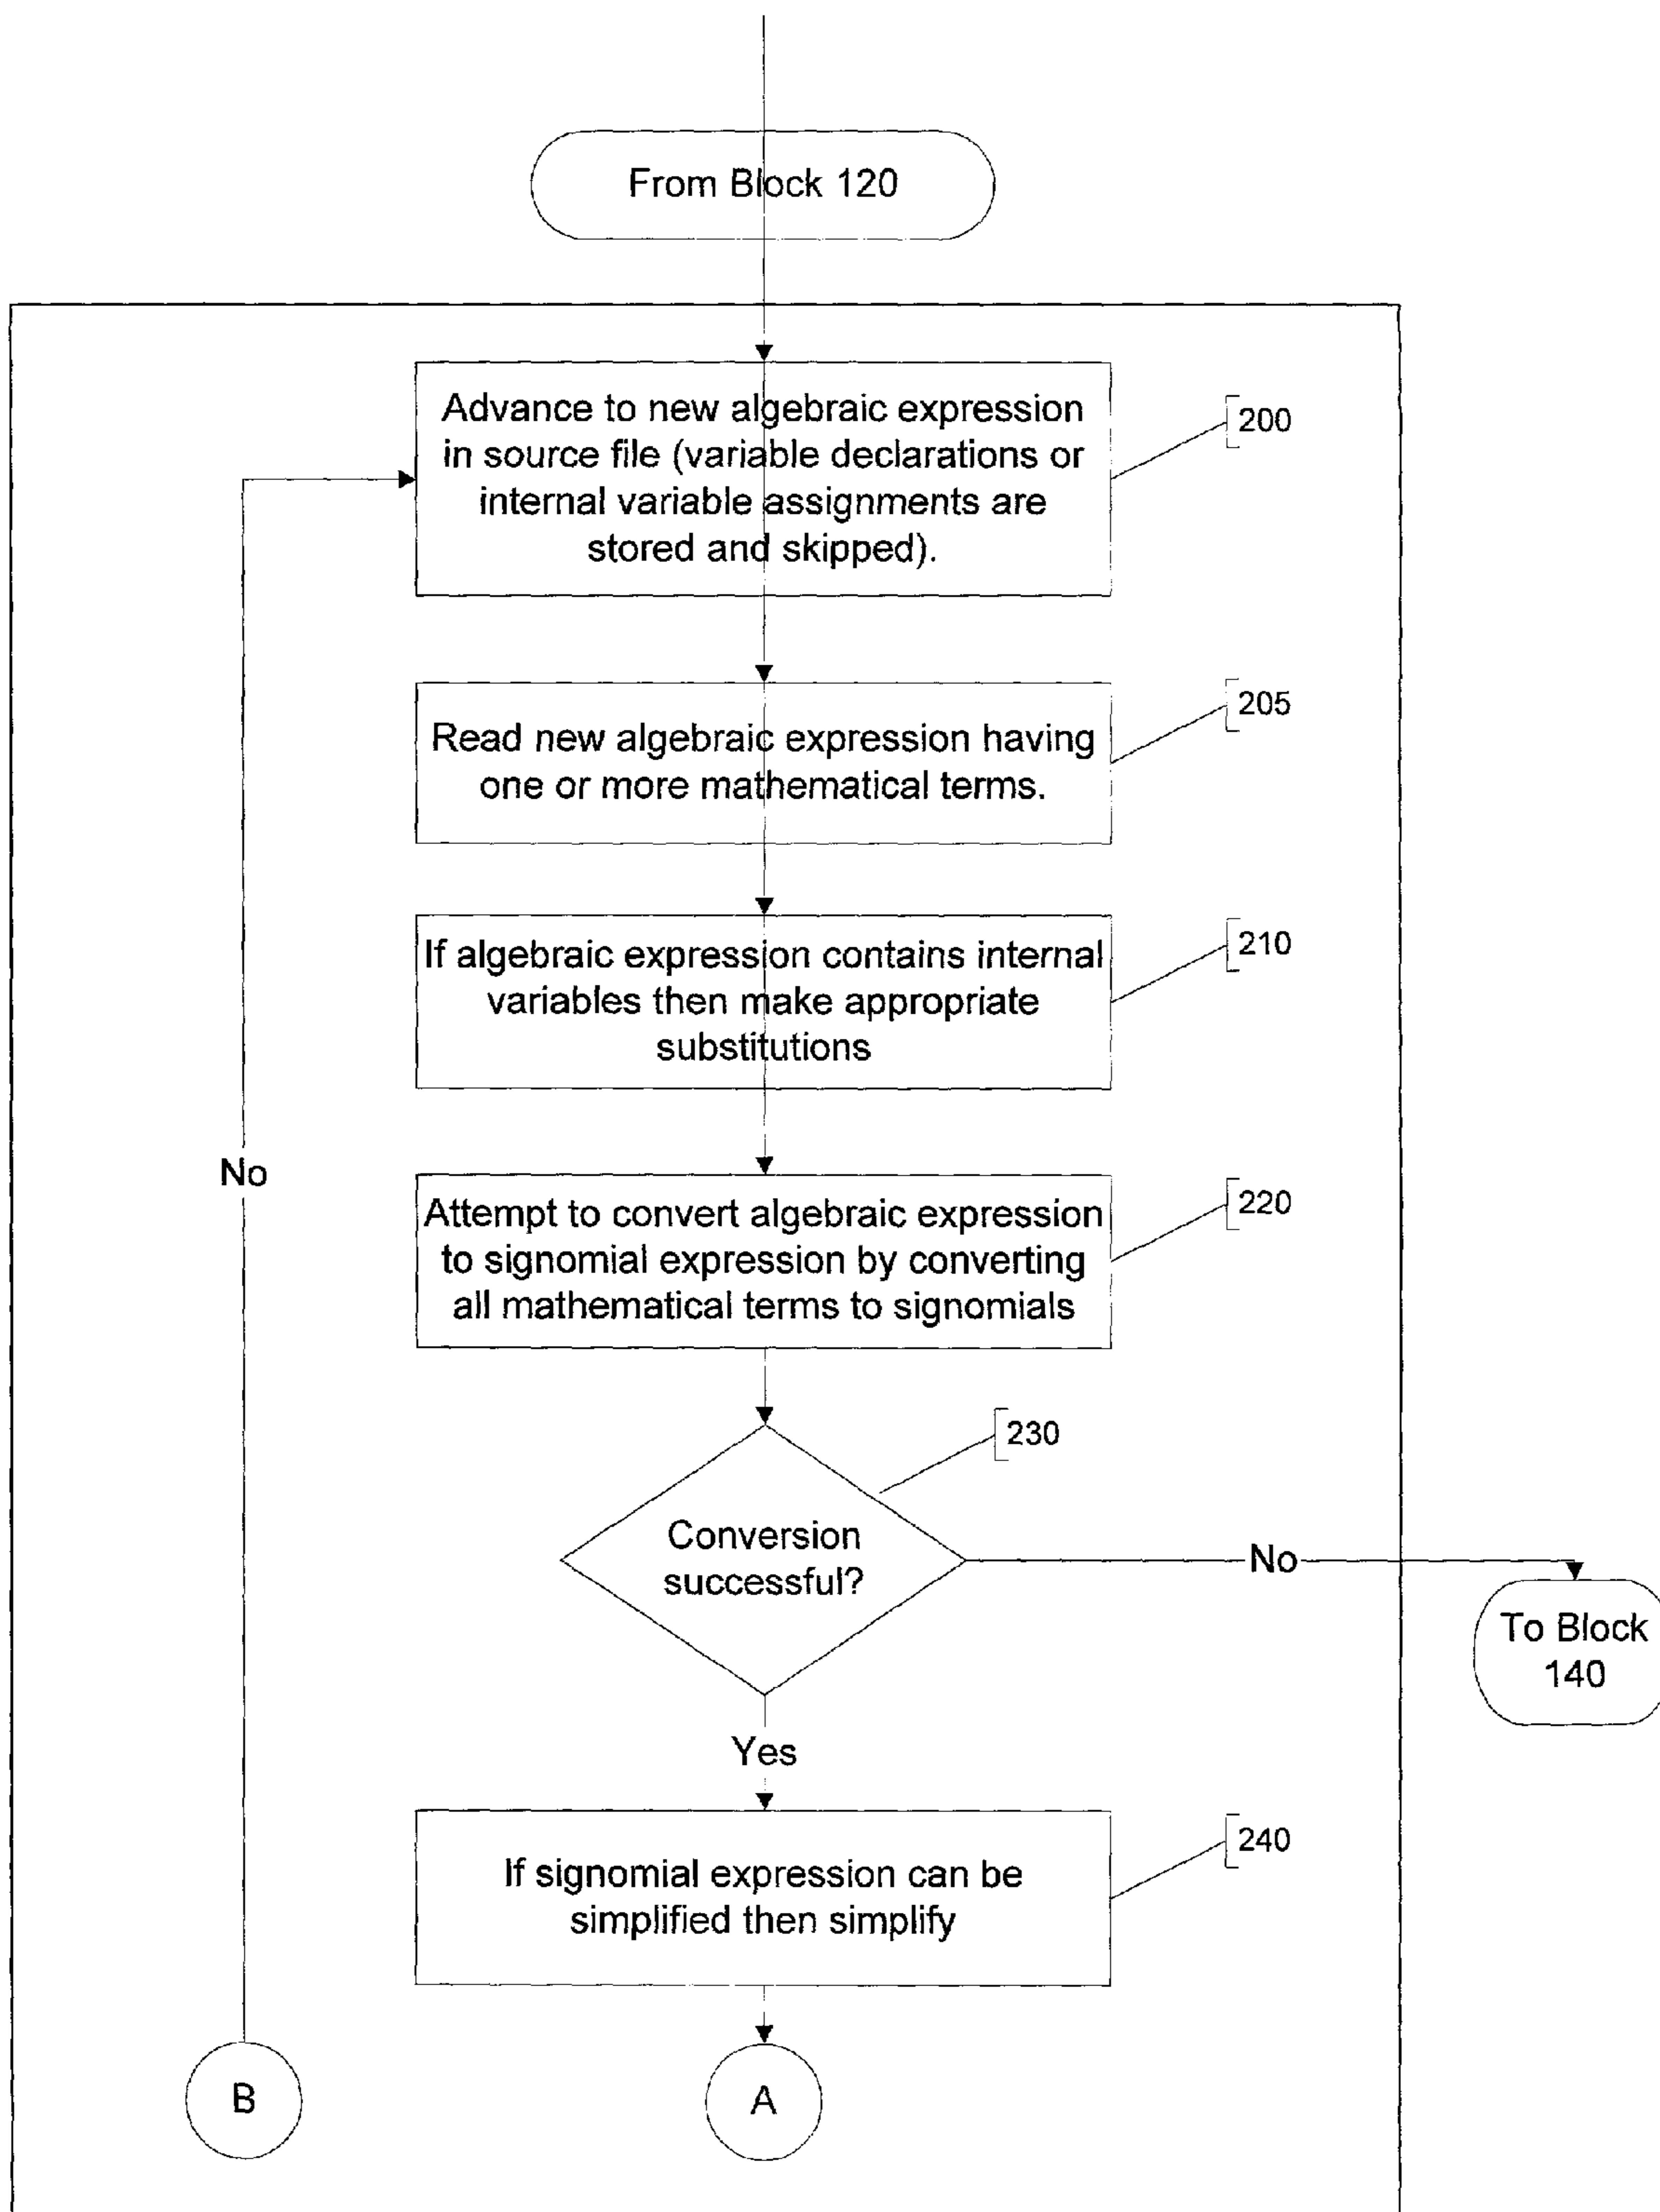 From Block 120
Advance to new algebraic expression
in source file (variable declarations or
internal variable assignments are
stored and skipped).
200
Read new algebraic expression having
one or more mathematical terms.
205
If algebraic expression contains internal
variables then make appropriate
substitutions
210
No
Attempt to convert algebraic expression
to signomial expression by converting
all mathematical terms to signomials
220
230
Conversion
successful?
No
To Block
140
Yes
If signomial expression can be
simplified then simplify
240
B
A